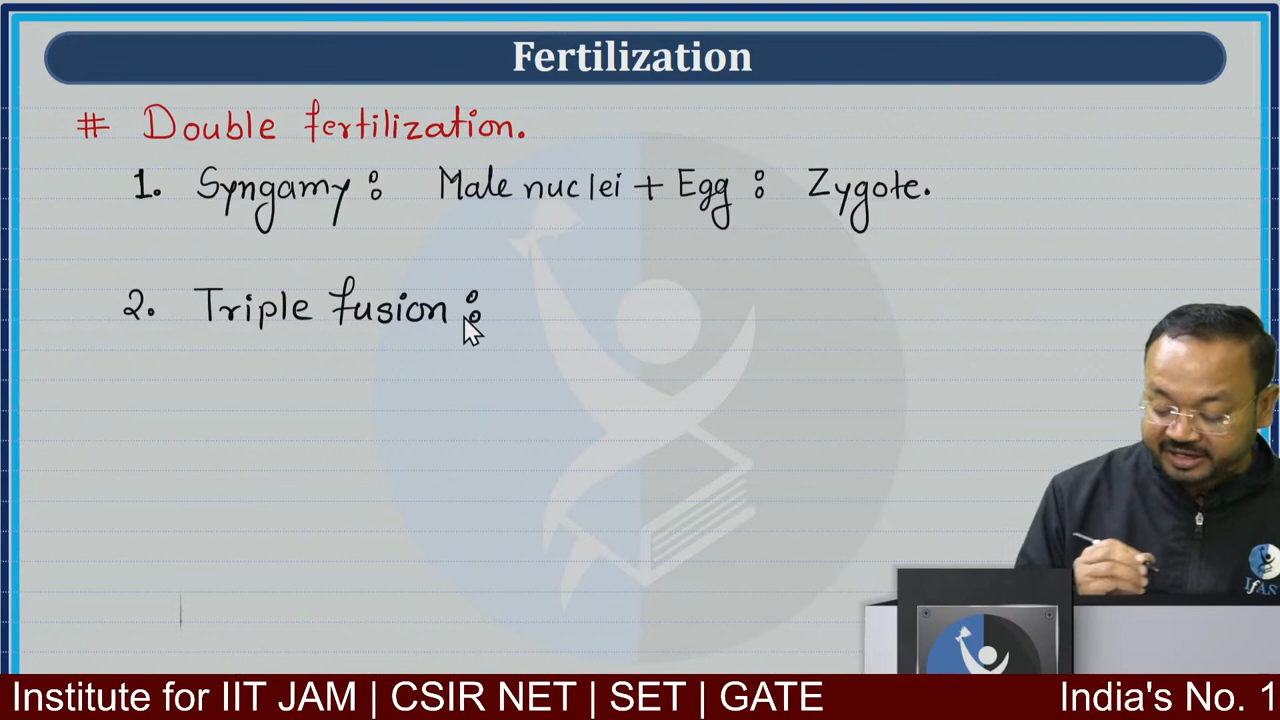 Fertilization
# Double fertilization.
1. Syngamy : Male nuclei + Egg : Zygote.
2. Triple fusion :
IfAS
Institute for IIT JAM | CSIR NET | SET | GATE India's No. 1